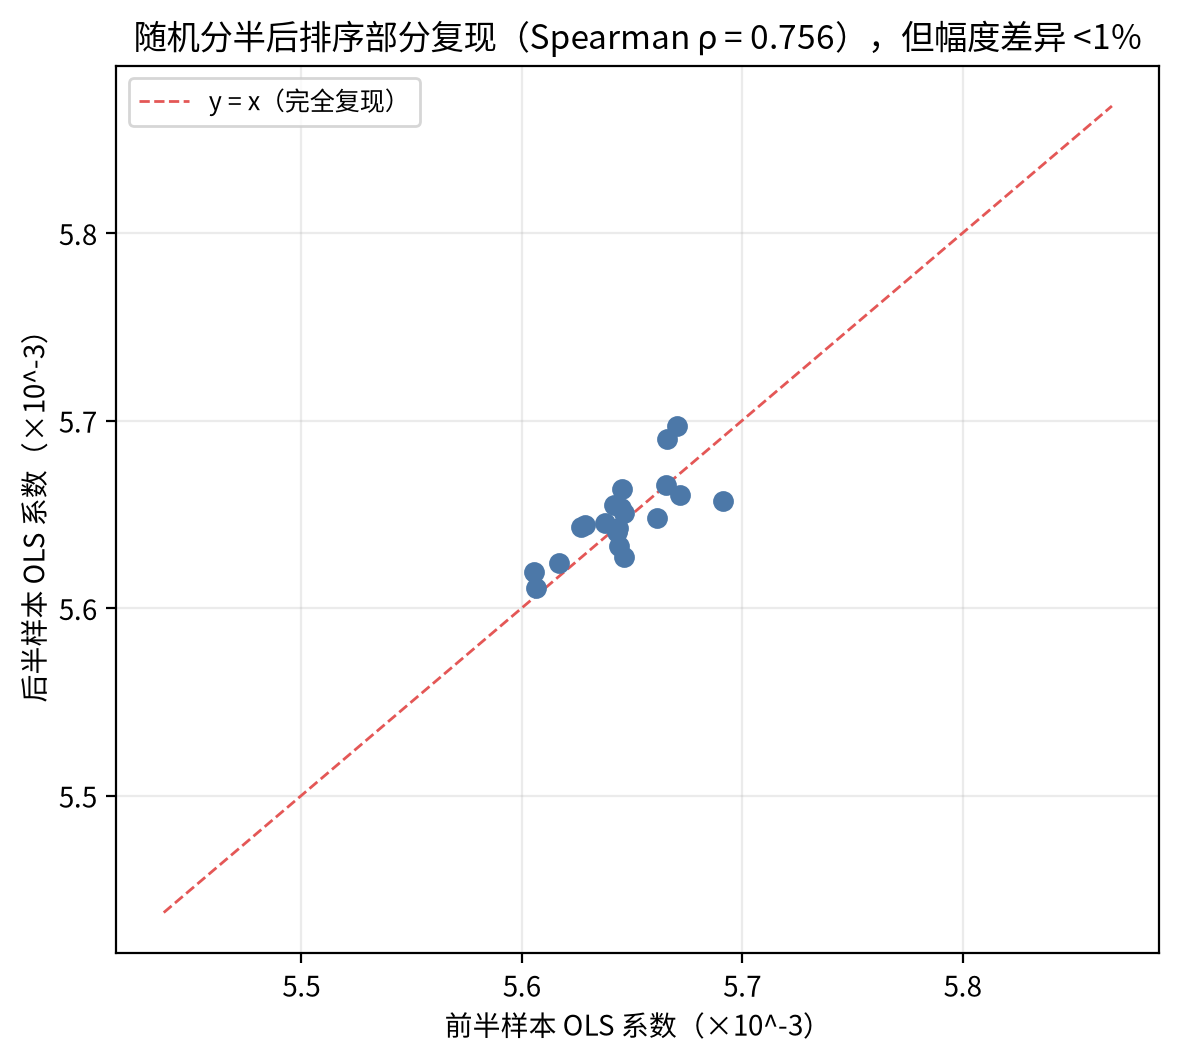 随机分半后排序部分复现（Spearman ρ = 0.756），但幅度差异 <1%
y = x（完全复现）
后半样本 OLS 系数（×10^-3）
5.8
5.7
5.6
5.5
5.5
5.6
5.7
5.8
前半样本 OLS 系数（×10^-3）